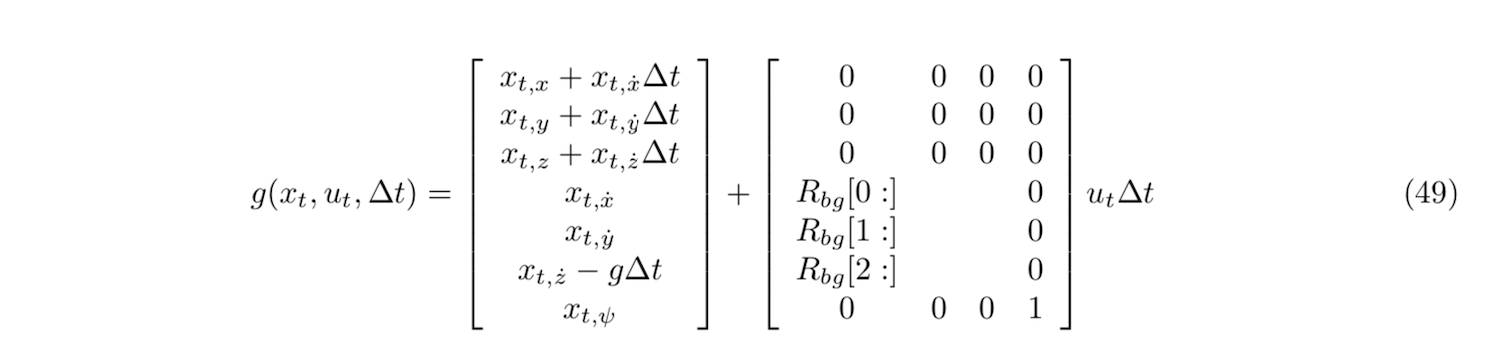 x_{t,x} + x_{t,ẋ}Δt 0 0 0 0
x_{t,y} + x_{t,ẏ}Δt 0 0 0 0
x_{t,z} + x_{t,ż}Δt 0 0 0 0
g(x_t, u_t, Δt) = x_{t,ẋ} + R_{bg}[0 :] 0 u_tΔt (49)
x_{t,ẏ} R_{bg}[1 :] 0
x_{t,ż} − gΔt R_{bg}[2 :] 0
x_{t,ψ} 0 0 0 1